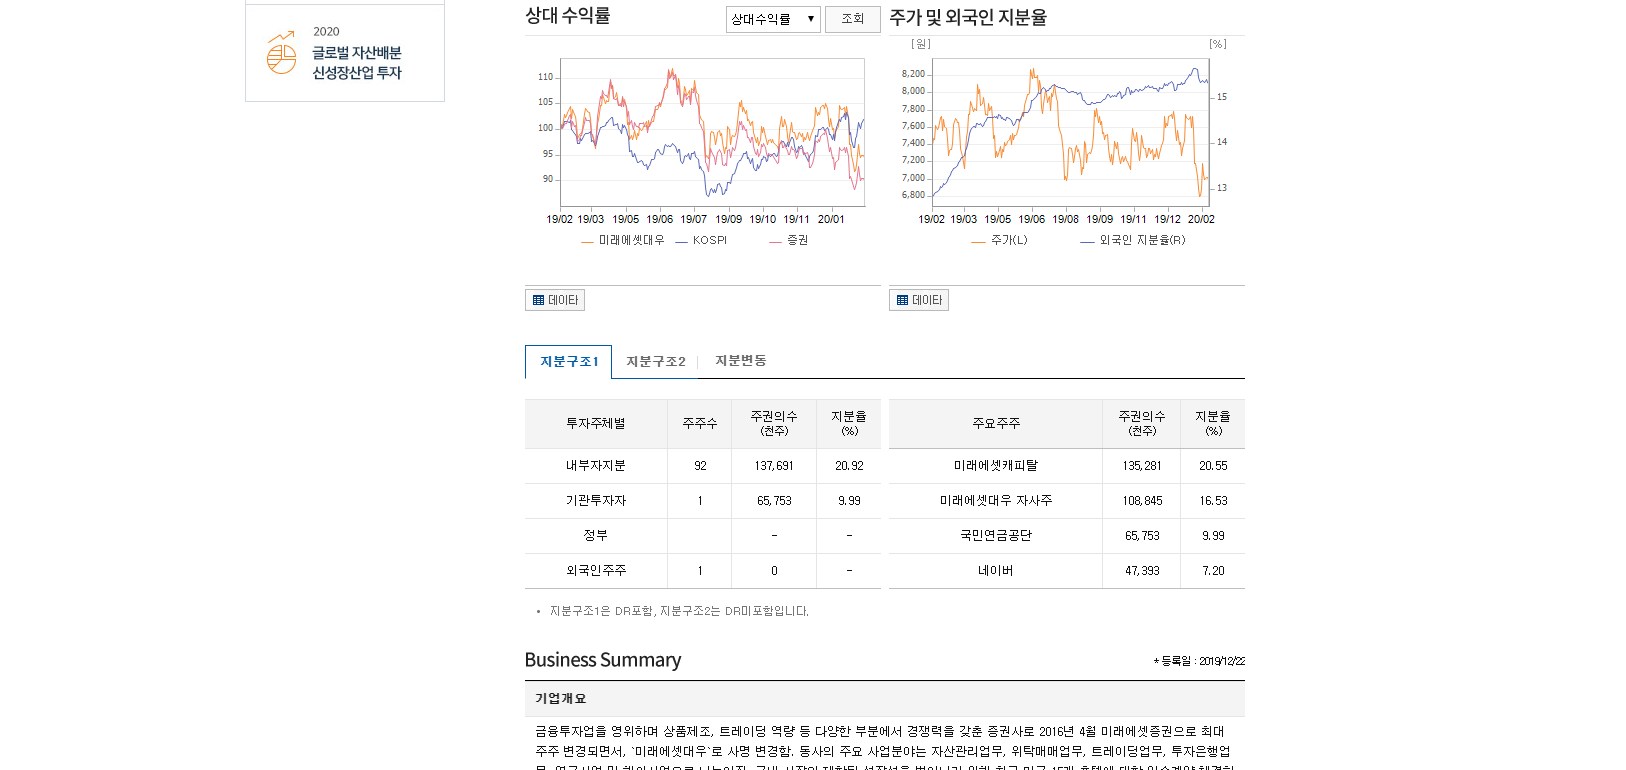 2020
글로벌 자산배분
신성장산업 투자
상대 수익률
상대수익률 ▼ 조회
110
105
100
95
90
19/02 19/03 19/05 19/06 19/07 19/09 19/10 19/11 20/01
미래에셋대우 KOSPI 증권
데이타
주가 및 외국인 지분율
[원] [%]
8,200
8,000
7,800
7,600
7,400
7,200
7,000
6,800
15
14
13
19/02 19/03 19/05 19/06 19/08 19/09 19/11 19/12 20/02
주가(L) 외국인 지분율(R)
데이타
지분구조1 지분구조2 지분변동
투자주체별 주주수 주권의수 (천주) 지분율 (%)
내부자지분 92 137,691 20.92
기관투자자 1 65,753 9.99
정부 - -
외국인주주 1 0 -
주요주주 주권의수 (천주) 지분율 (%)
미래에셋캐피탈 135,281 20.55
미래에셋대우 자사주 108,845 16.53
국민연금공단 65,753 9.99
네이버 47,393 7.20
• 지분구조1은 DR포함, 지분구조2는 DR미포함입니다.
Business Summary
* 등록일 : 2019/12/22
기업개요
금융투자업을 영위하며 상품제조, 트레이딩 역량 등 다양한 부분에서 경쟁력을 갖춘 증권사로 2016년 4월 미래에셋증권으로 최대
주주 변경되면서, `미래에셋대우`로 사명 변경함. 동사의 주요 사업분야는 자산관리업무, 위탁매매업무, 트레이딩업무, 투자은행업